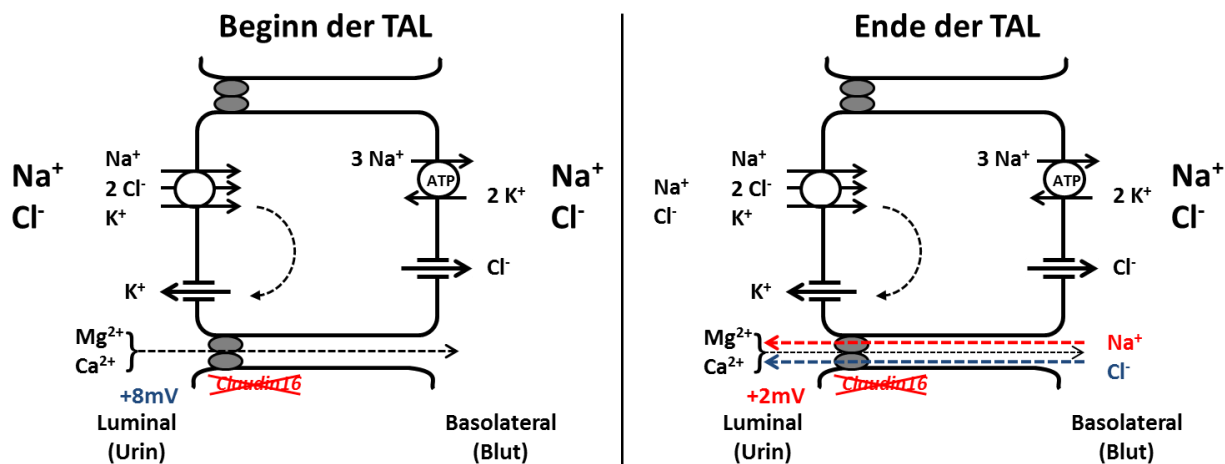 Beginn der TAL
Na⁺
Cl⁻
Na⁺
2 Cl⁻
K⁺
3 Na⁺
ATP
2 K⁺
Na⁺
Cl⁻
Cl⁻
K⁺
Mg²⁺
Ca²⁺
Claudin16
+8mV
Luminal
(Urin)
Basolateral
(Blut)
Ende der TAL
Na⁺
Cl⁻
Na⁺
2 Cl⁻
K⁺
3 Na⁺
ATP
2 K⁺
Na⁺
Cl⁻
Cl⁻
K⁺
Mg²⁺
Ca²⁺
Na⁺
Cl⁻
Claudin16
+2mV
Luminal
(Urin)
Basolateral
(Blut)